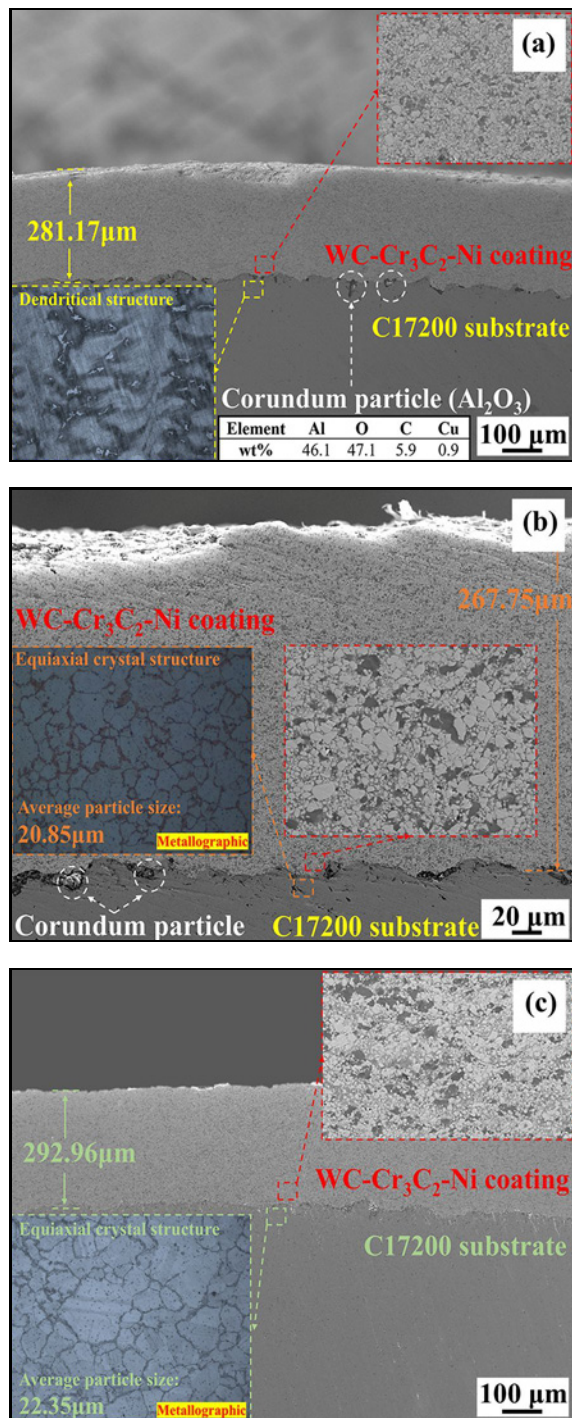 (a)
281.17μm
WC-Cr₃C₂-Ni coating
Dendritical structure
C17200 substrate
Corundum particle (Al₂O₃)
Element Al O C Cu
wt% 46.1 47.1 5.9 0.9
100 μm
(b)
267.75μm
WC-Cr₃C₂-Ni coating
Equiaxial crystal structure
Average particle size:
20.85μm
Metallographic
Corundum particle
C17200 substrate
20 μm
(c)
292.96μm
WC-Cr₃C₂-Ni coating
Equiaxial crystal structure
C17200 substrate
Average particle size:
22.35μm
Metallographic
100 μm